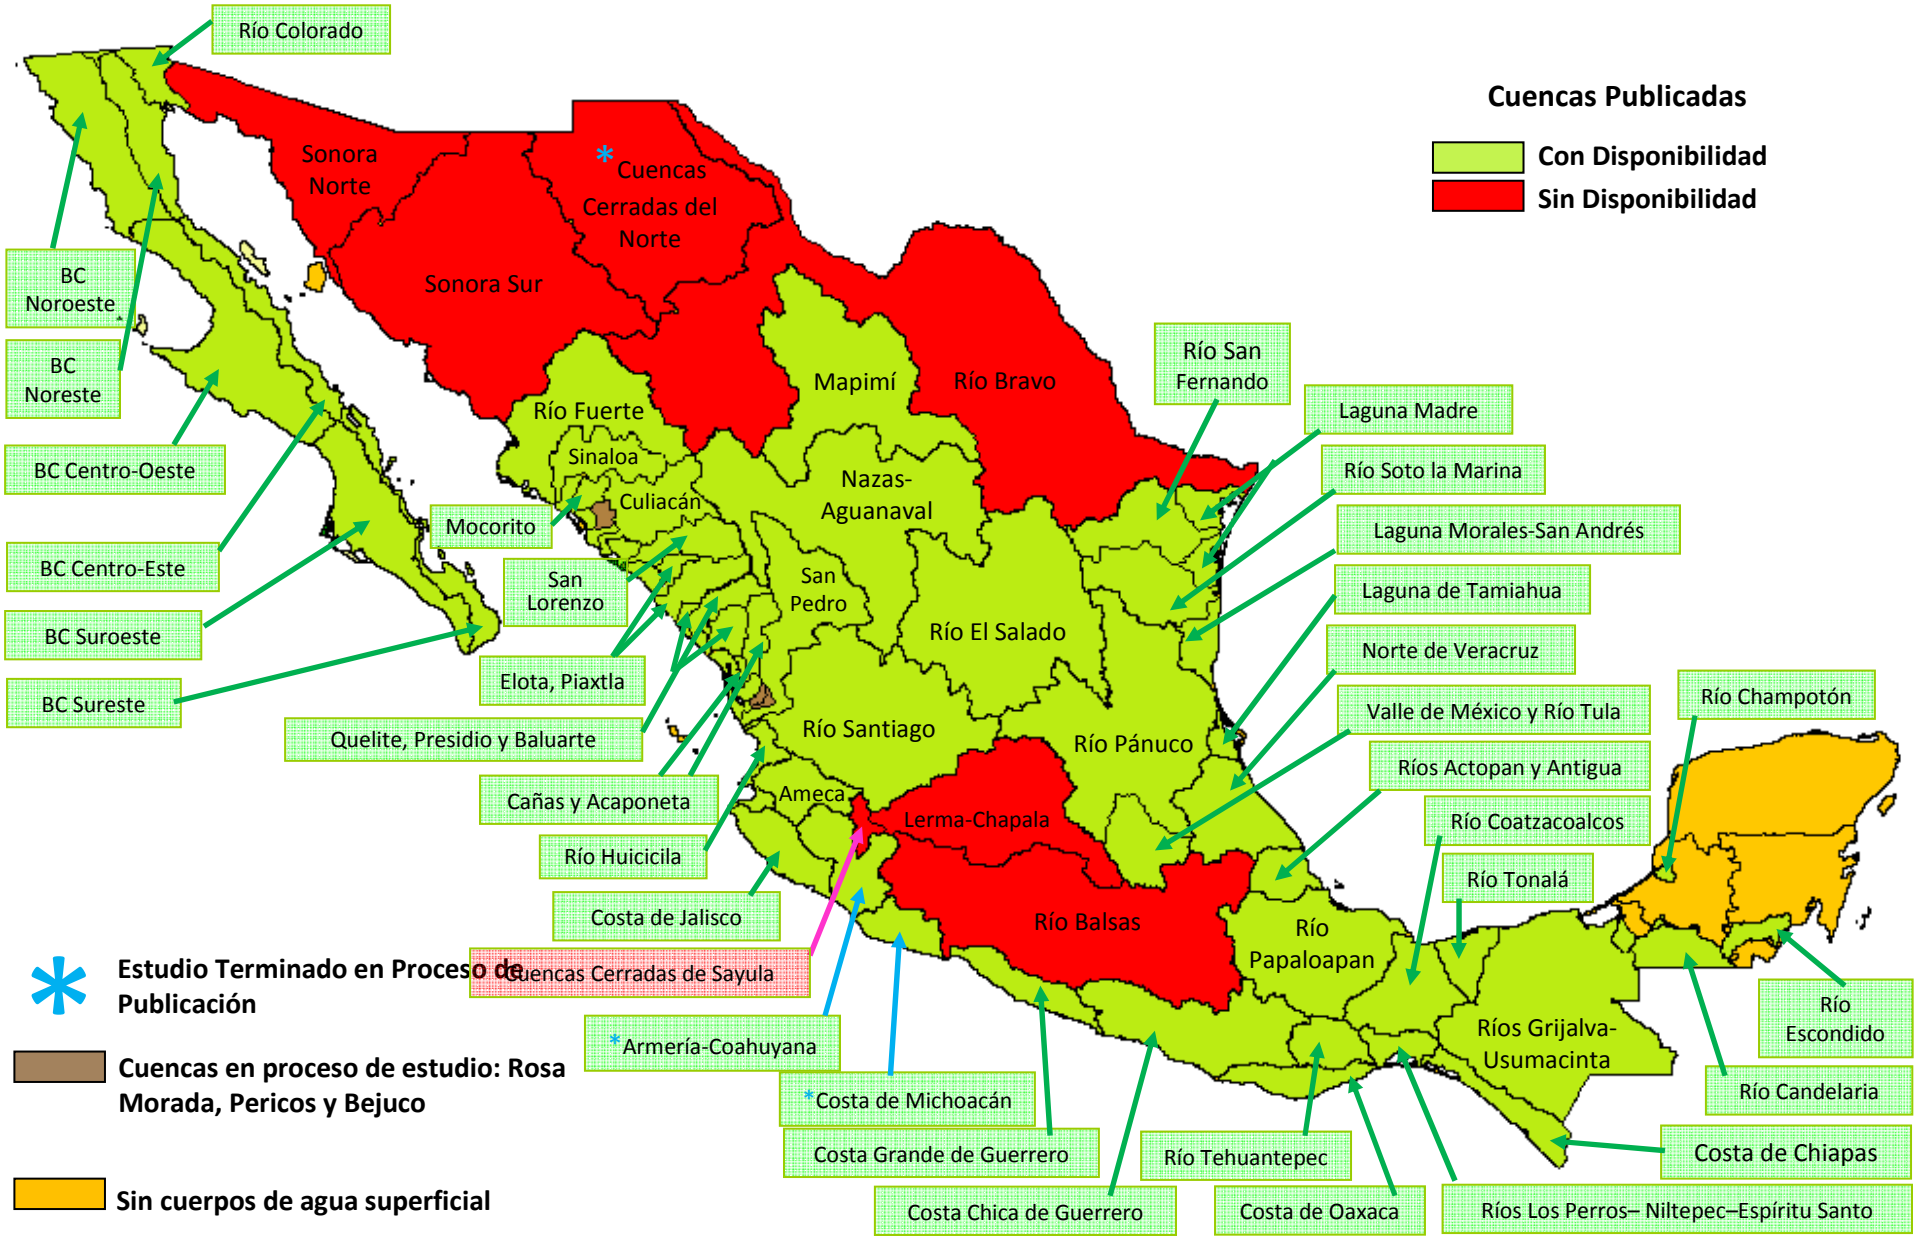 Río Colorado
Cuencas Publicadas
Con Disponibilidad
Sin Disponibilidad
Sonora
Norte
*Cuencas
Cerradas del
Norte
Sonora Sur
BC
Noroeste
BC
Noreste
BC Centro-Oeste
BC Centro-Este
BC Suroeste
BC Sureste
Mapimí
Río Bravo
Río San
Fernando
Laguna Madre
Río Soto la Marina
Laguna Morales-San Andrés
Laguna de Tamiahua
Norte de Veracruz
Valle de México y Río Tula
Ríos Actopan y Antigua
Río Coatzacoalcos
Río Tonalá
Río Champotón
Río Fuerte
Sinaloa
Culiacán
Mocorito
San
Lorenzo
Nazas-
Aguanaval
San
Pedro
Río El Salado
Elota, Piaxtla
Quelite, Presidio y Baluarte
Cañas y Acaponeta
Río Santiago
Río Pánuco
Ameca
Lerma-Chapala
Río Huicicila
Costa de Jalisco
Cuencas Cerradas de Sayula
Río Balsas
Río
Papaloapan
Ríos Grijalva-
Usumacinta
Río
Escondido
Río Candelaria
Costa de Chiapas
*Armería-Coahuyana
*Costa de Michoacán
Costa Grande de Guerrero
Costa Chica de Guerrero
Río Tehuantepec
Costa de Oaxaca
Ríos Los Perros– Niltepec–Espíritu Santo
* Estudio Terminado en Proceso de
Publicación
Cuencas en proceso de estudio: Rosa
Morada, Pericos y Bejuco
Sin cuerpos de agua superficial